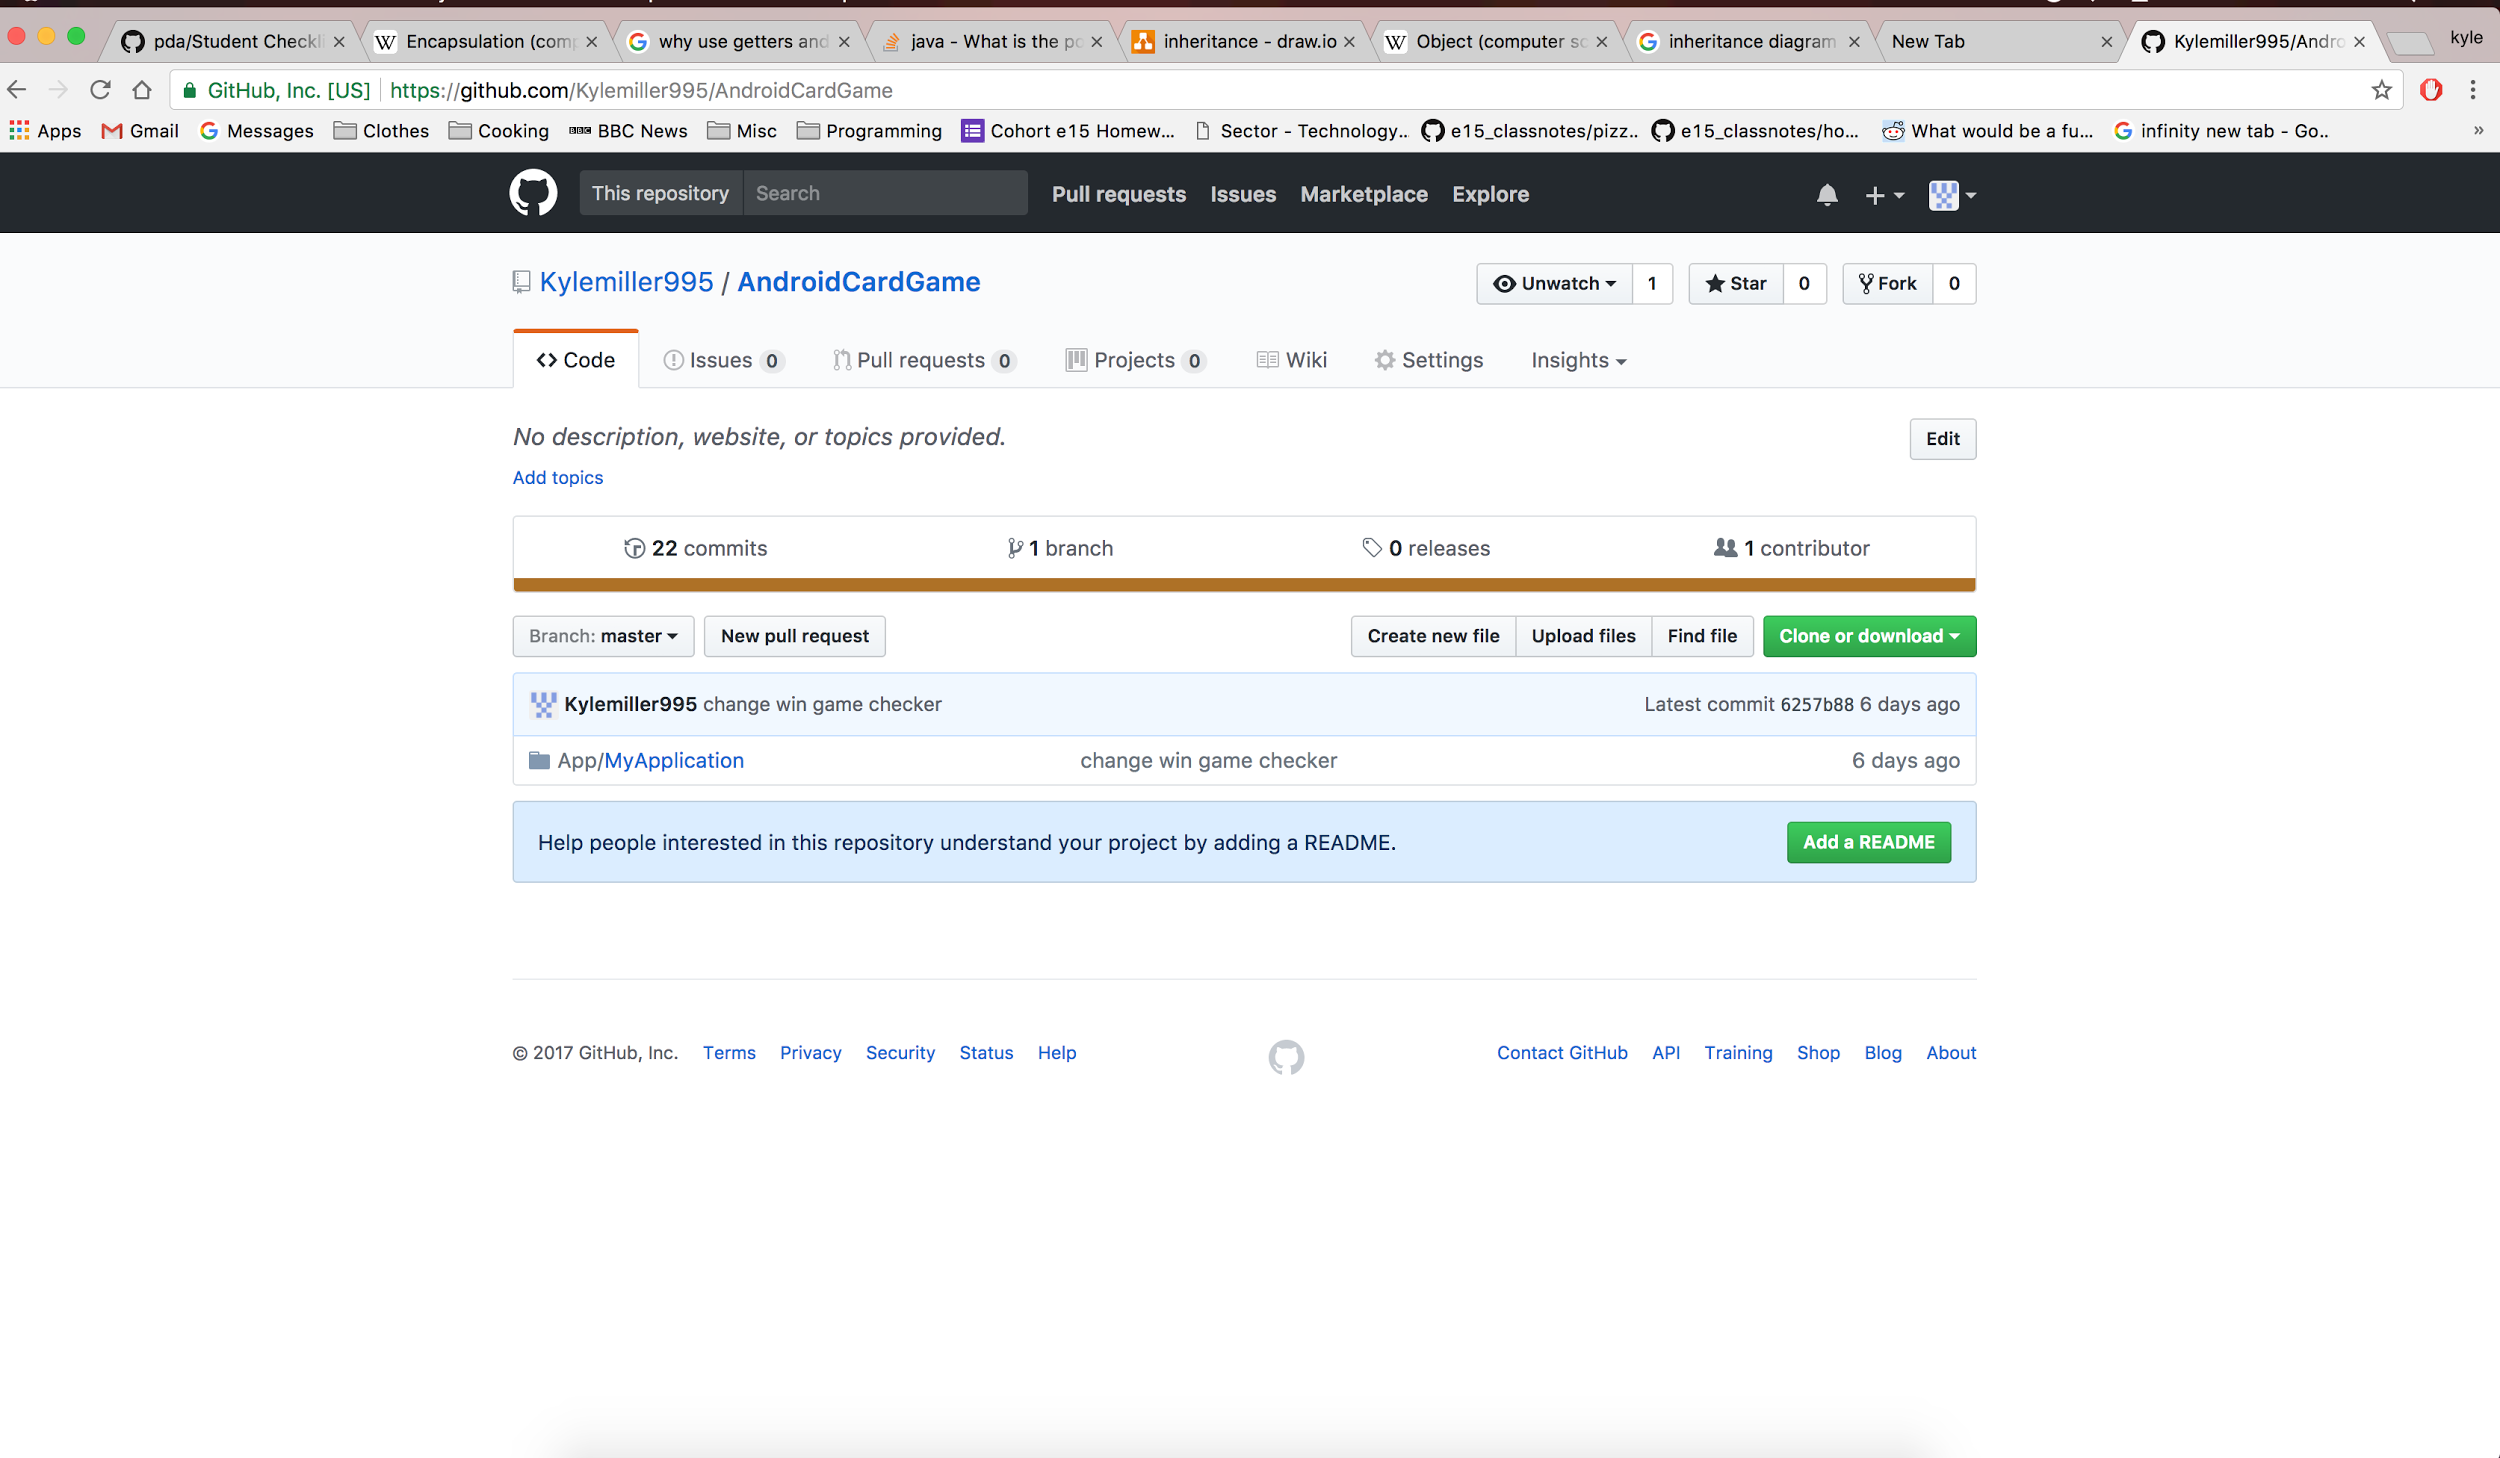 pda/Student Checkli
Encapsulation (comp
why use getters and
java - What is the po
inheritance - draw.io
Object (computer sc
inheritance diagram
New Tab
Kylemiller995/Andro
kyle
GitHub, Inc. [US] https://github.com/Kylemiller995/AndroidCardGame
Apps Gmail Messages Clothes Cooking BBC BBC News Misc Programming Cohort e15 Homew... Sector - Technology... e15_classnotes/pizz... e15_classnotes/ho... What would be a fu... infinity new tab - Go... »
This repository Search Pull requests Issues Marketplace Explore
Kylemiller995 / AndroidCardGame Unwatch 1 Star 0 Fork 0
Code Issues 0 Pull requests 0 Projects 0 Wiki Settings Insights
No description, website, or topics provided. Edit
Add topics
22 commits 1 branch 0 releases 1 contributor
Branch: master New pull request Create new file Upload files Find file Clone or download
Kylemiller995 change win game checker Latest commit 6257b88 6 days ago
App/MyApplication change win game checker 6 days ago
Help people interested in this repository understand your project by adding a README. Add a README
© 2017 GitHub, Inc. Terms Privacy Security Status Help Contact GitHub API Training Shop Blog About